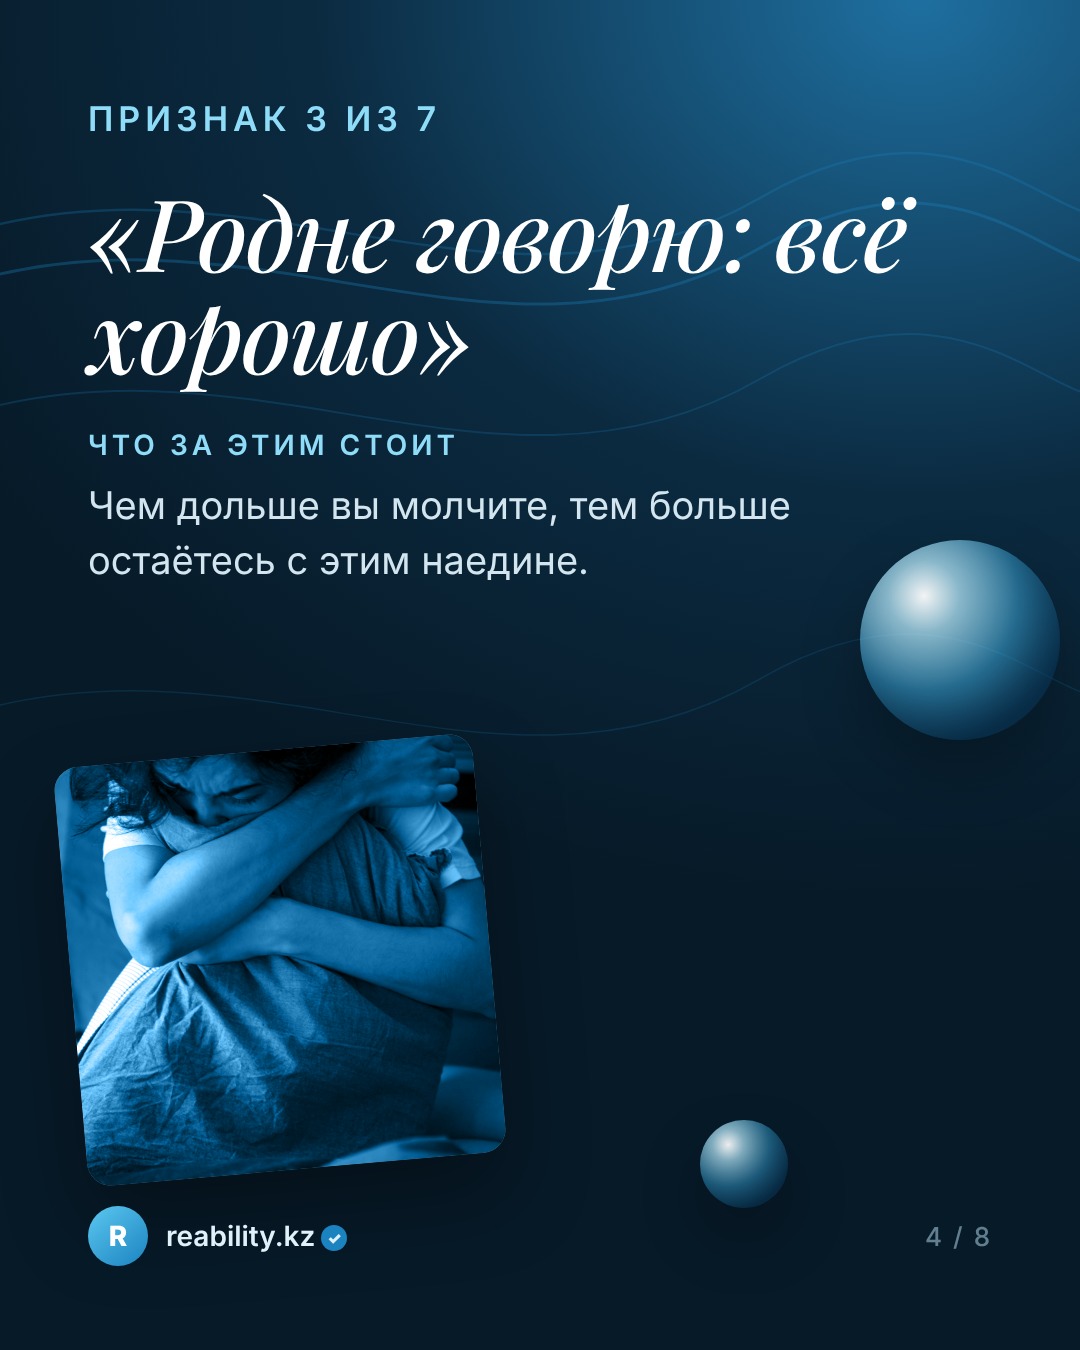 ПРИЗНАК 3 ИЗ 7
«Родне говорю: всё
хорошо»
ЧТО ЗА ЭТИМ СТОИТ
Чем дольше вы молчите, тем больше
остаётесь с этим наедине.
R reability.kz
4 / 8